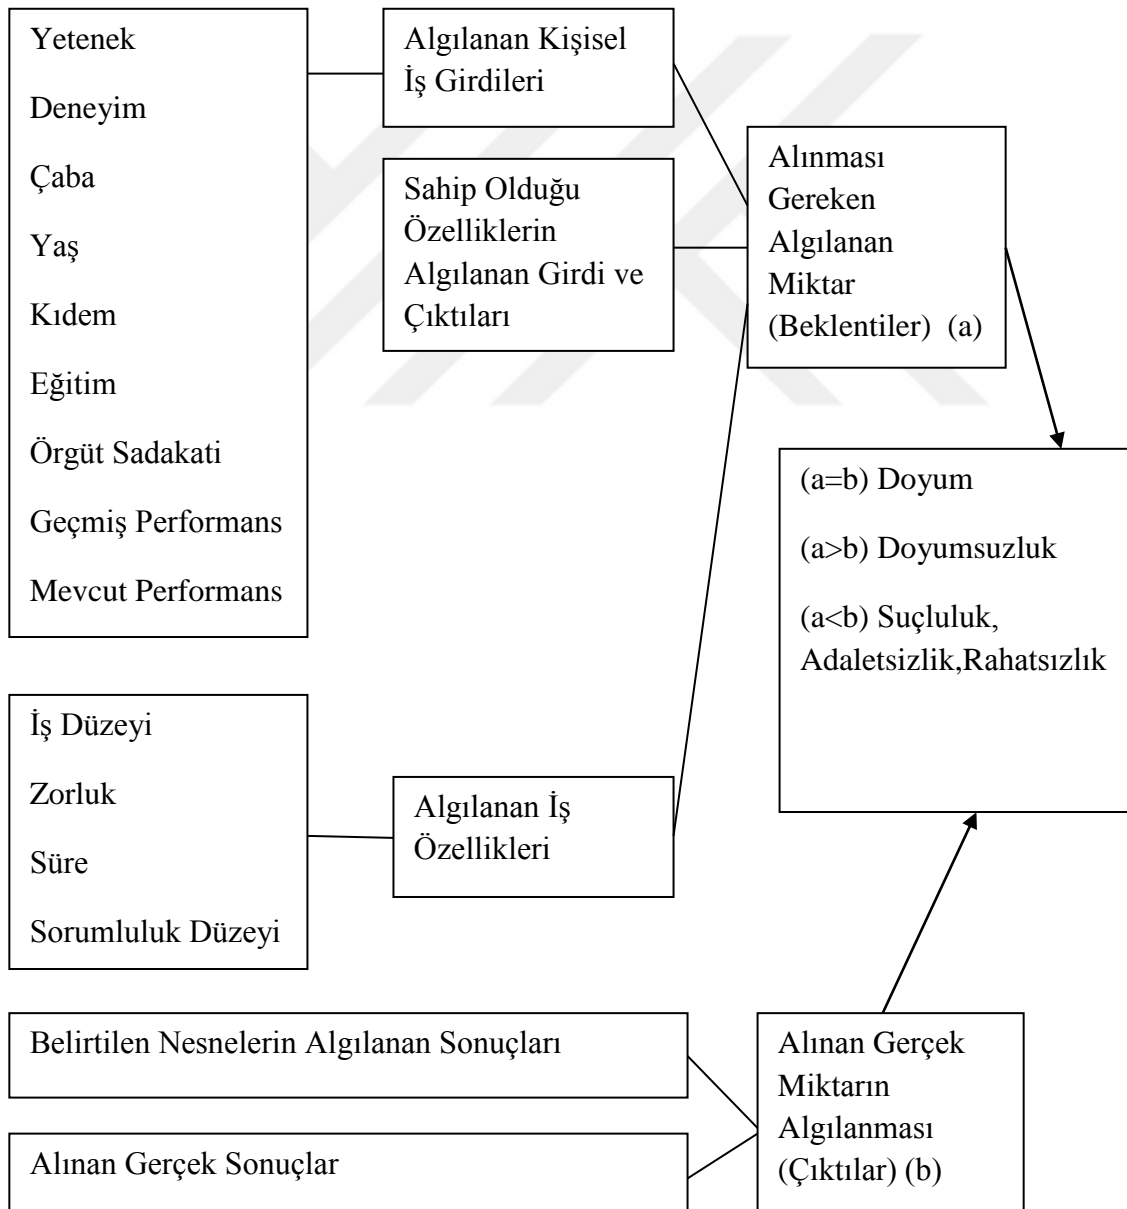 Yetenek
Deneyim
Çaba
Yaş
Kıdem
Eğitim
Örgüt Sadakati
Geçmiş Performans
Mevcut Performans
Algılanan Kişisel
İş Girdileri
Sahip Olduğu
Özelliklerin
Algılanan Girdi ve
Çıktıları
Alınması
Gereken
Algılanan
Miktar
(Beklentiler) (a)
(a=b) Doyum
(a>b) Doyumsuzluk
(a<b) Suçluluk,
Adaletsizlik,Rahatsızlık
İş Düzeyi
Zorluk
Süre
Sorumluluk Düzeyi
Algılanan İş
Özellikleri
Belirtilen Nesnelerin Algılanan Sonuçları
Alınan Gerçek Sonuçlar
Alınan Gerçek
Miktarın
Algılanması
(Çıktılar) (b)